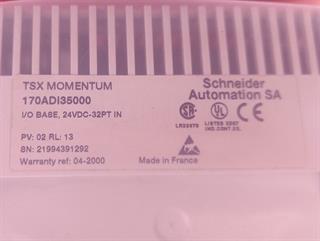 TSX MOMENTUM
170ADI35000
I/O BASE, 24VDC-32PT IN
PV: 02 RL: 13
SN: 21994391292
Warranty ref: 04-2000
Schneider
Automation SA
Made in France